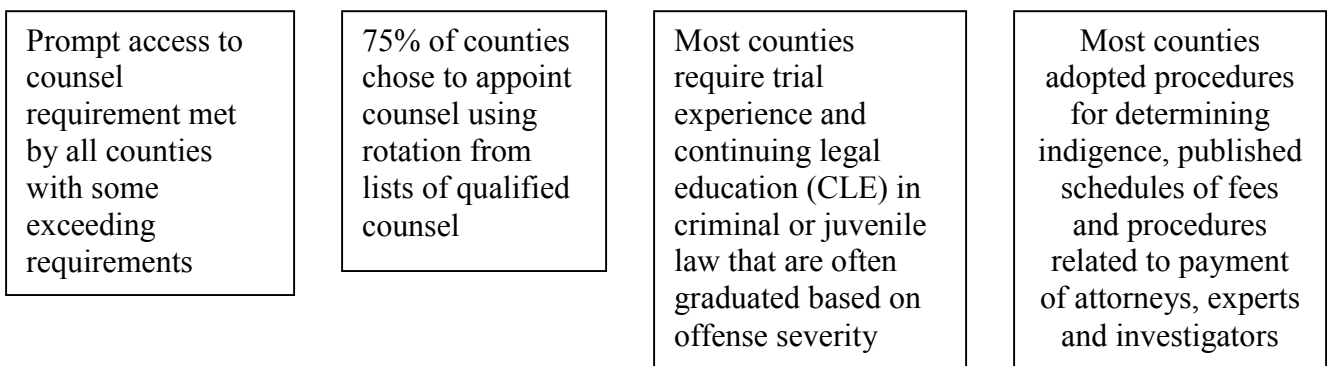 Prompt access to
counsel
requirement met
by all counties
with some
exceeding
requirements
75% of counties
chose to appoint
counsel using
rotation from
lists of qualified
counsel
Most counties
require trial
experience and
continuing legal
education (CLE) in
criminal or juvenile
law that are often
graduated based on
offense severity
Most counties
adopted procedures
for determining
indigence, published
schedules of fees
and procedures
related to payment
of attorneys, experts
and investigators